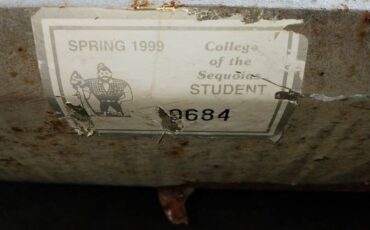 SPRING 1999
College
of the
Sequoias
STUDENT
9684